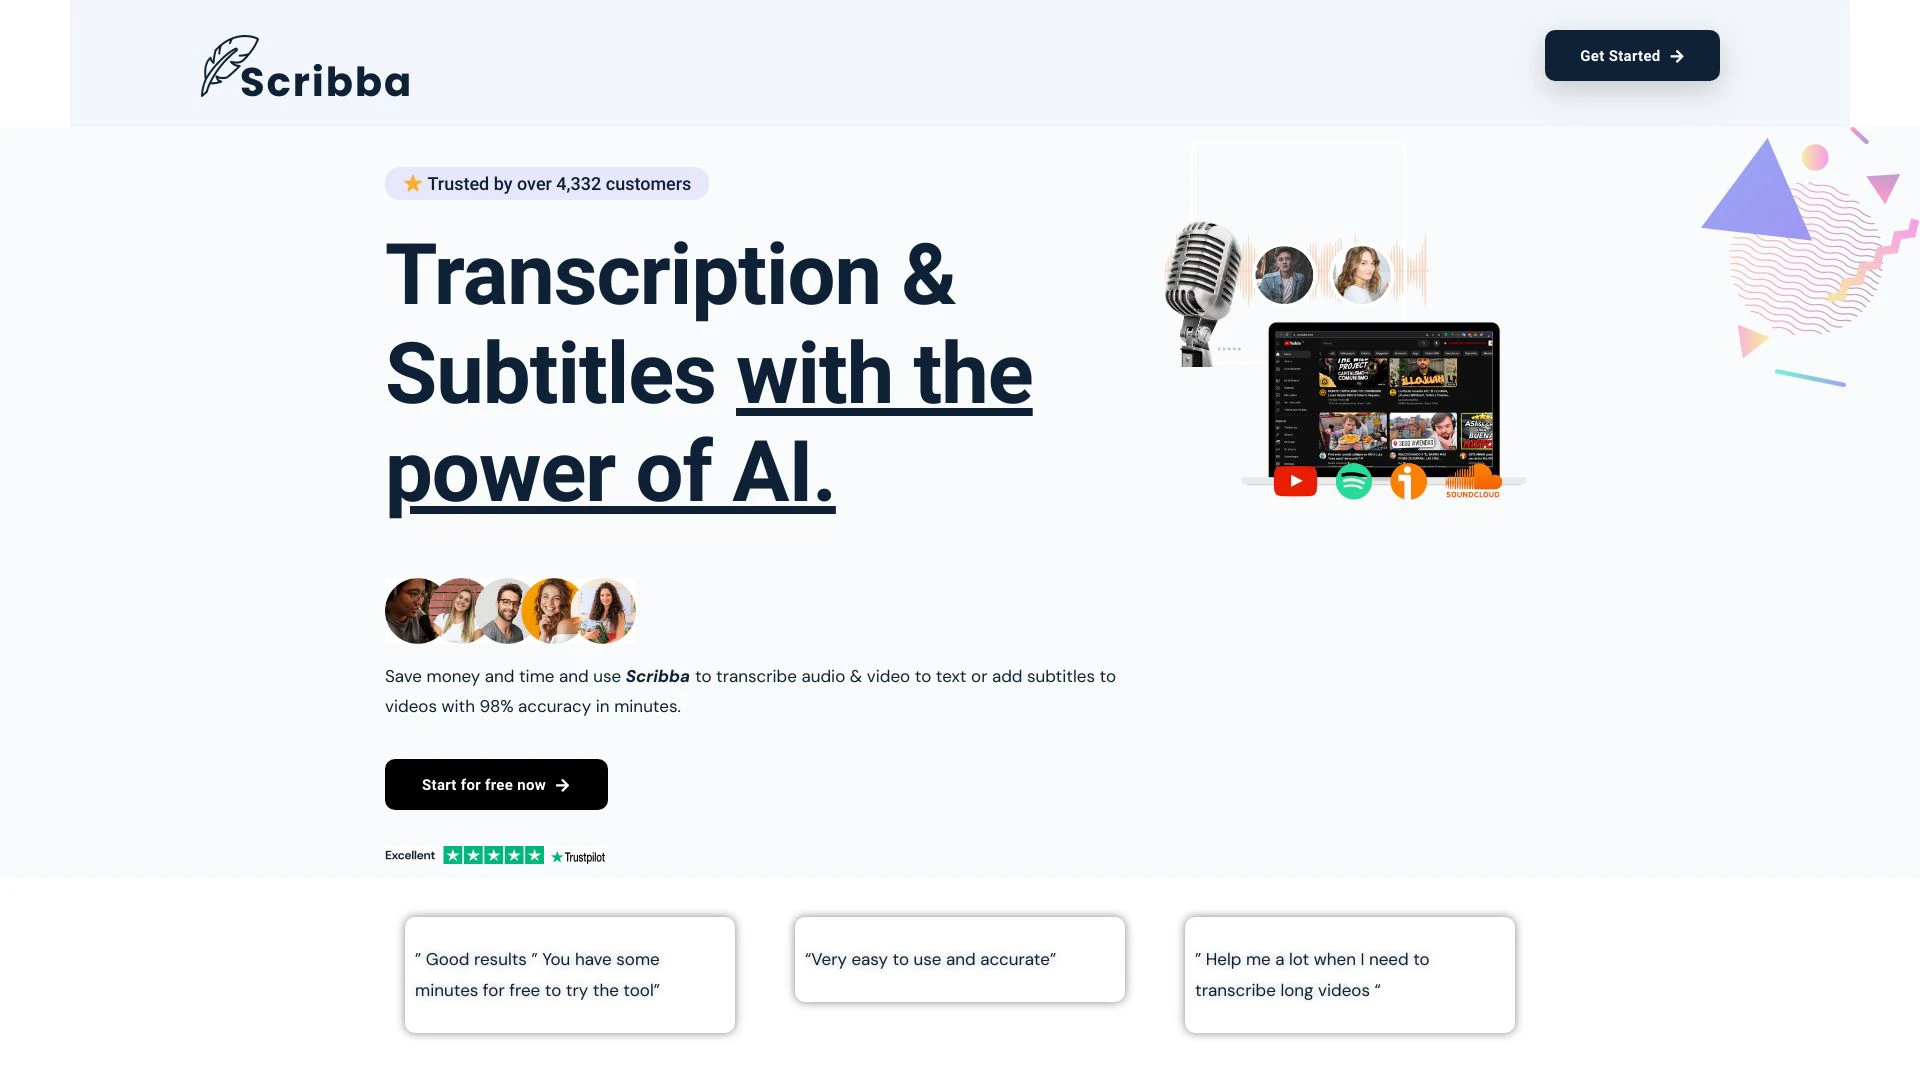 Scribba
Get Started
Trusted by over 4,332 customers
Transcription &
Subtitles with the
power of AI.
SOUNDCLOUD
Save money and time and use Scribba to transcribe audio & video to text or add subtitles to
videos with 98% accuracy in minutes.
Start for free now
Excellent
Trustpilot
” Good results ” You have some
minutes for free to try the tool”
“Very easy to use and accurate”
” Help me a lot when I need to
transcribe long videos “